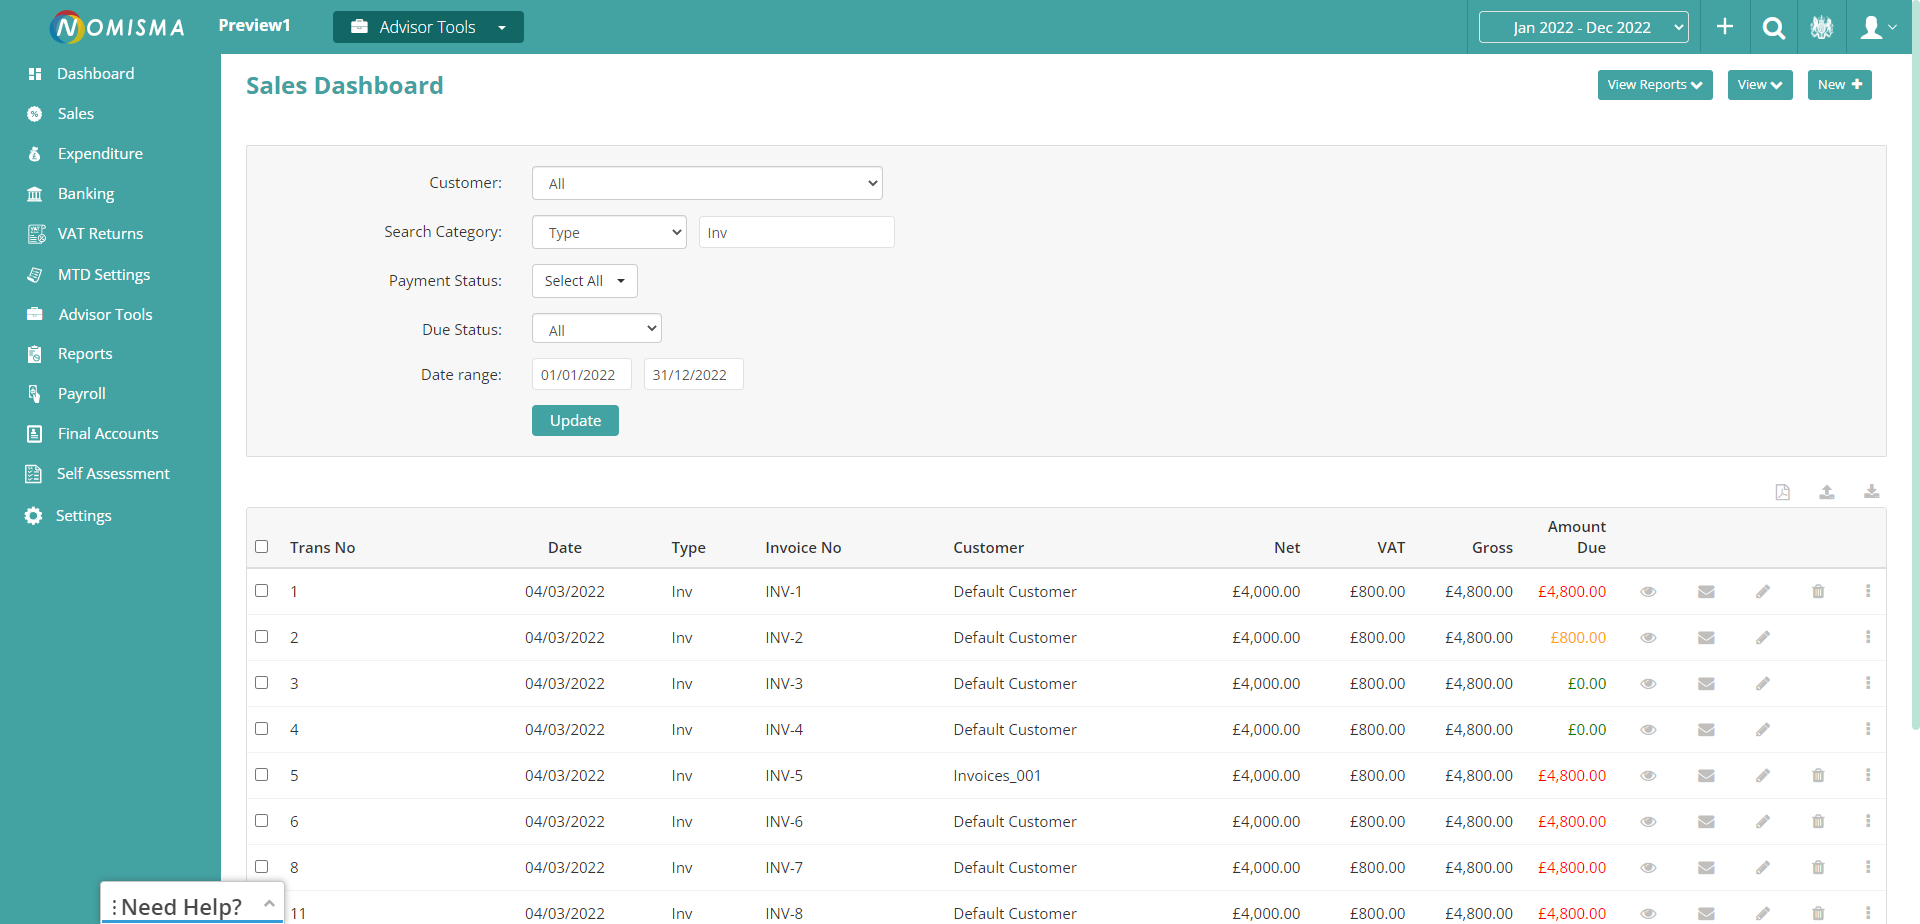 NOMISMA
Preview1
Advisor Tools
Jan 2022 - Dec 2022
Dashboard
Sales
Expenditure
Banking
VAT Returns
MTD Settings
Advisor Tools
Reports
Payroll
Final Accounts
Self Assessment
Settings
Sales Dashboard
View Reports
View
New
Customer: All
Search Category: Type Inv
Payment Status: Select All
Due Status: All
Date range: 01/01/2022 31/12/2022
Update
Trans No Date Type Invoice No Customer Net VAT Gross Amount Due
1 04/03/2022 Inv INV-1 Default Customer £4,000.00 £800.00 £4,800.00 £4,800.00
2 04/03/2022 Inv INV-2 Default Customer £4,000.00 £800.00 £4,800.00 £800.00
3 04/03/2022 Inv INV-3 Default Customer £4,000.00 £800.00 £4,800.00 £0.00
4 04/03/2022 Inv INV-4 Default Customer £4,000.00 £800.00 £4,800.00 £0.00
5 04/03/2022 Inv INV-5 Invoices_001 £4,000.00 £800.00 £4,800.00 £4,800.00
6 04/03/2022 Inv INV-6 Default Customer £4,000.00 £800.00 £4,800.00 £4,800.00
8 04/03/2022 Inv INV-7 Default Customer £4,000.00 £800.00 £4,800.00 £4,800.00
11 04/03/2022 Inv INV-8 Default Customer £4,000.00 £800.00 £4,800.00 £4,800.00
Need Help?